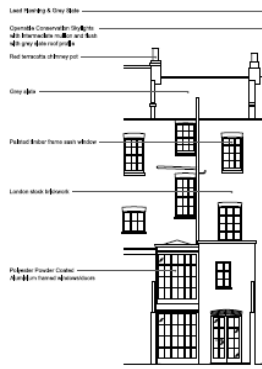 Lead Flashing & Grey Slate
Openable Conservation Skylights
with intermediate mullion and flush
with grey slate roof profile
Red terracotta chimney pot
Grey slate
Painted timber frame sash window
London stock brickwork
Polyester Powder Coated
Aluminium framed windows/doors